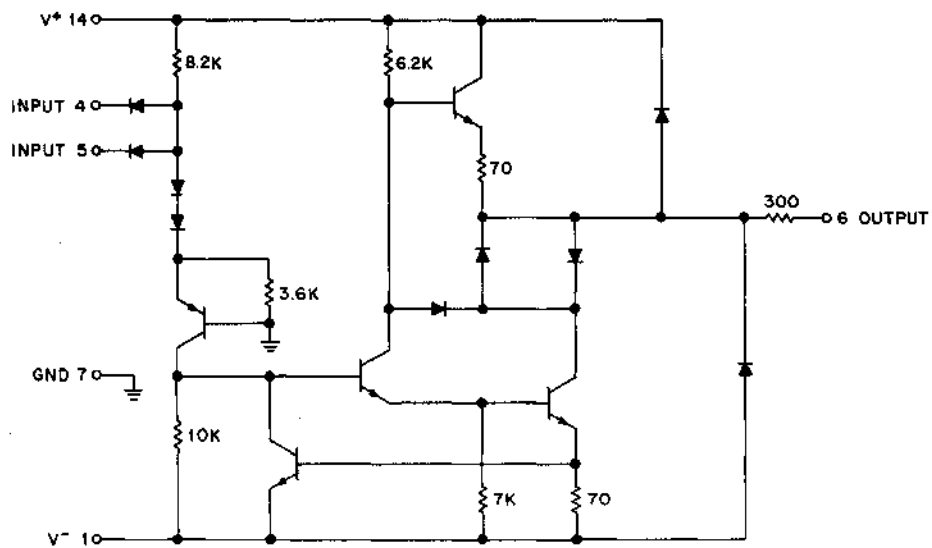 V+ 14
8.2K
6.2K
INPUT 4
INPUT 5
70
300
6 OUTPUT
3.6K
GND 7
10K
7K
70
V- 1